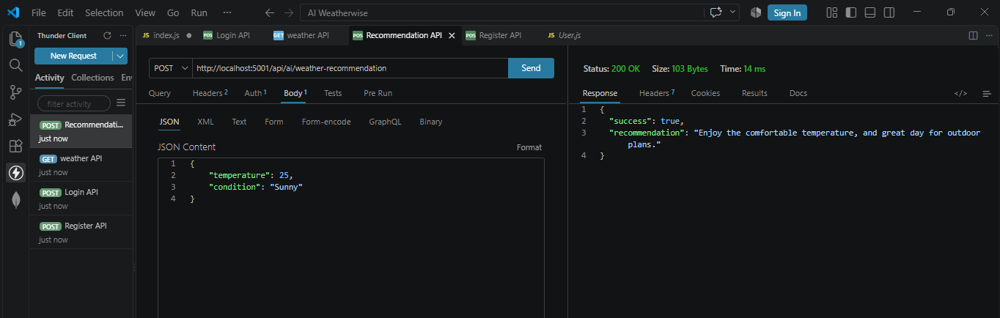 File Edit Selection View Go Run ··· AI Weatherwise Sign In
Thunder Client ···
JS index.js ● POS Login API GET weather API POS Recommendation API × POS Register API JS User.js ···
1
New Request
Activity Collections En
filter activity
POST Recommendati...
just now
GET weather API
just now
POST Login API
just now
POST Register API
just now
POST http://localhost:5001/api/ai/weather-recommendation Send
Query Headers 2 Auth 1 Body 1 Tests Pre Run
JSON XML Text Form Form-encode GraphQL Binary
JSON Content Format
1 {
2 "temperature": 25,
3 "condition": "Sunny"
4 }
Status: 200 OK Size: 103 Bytes Time: 14 ms
Response Headers 7 Cookies Results Docs </>
1 {
2 "success": true,
3 "recommendation": "Enjoy the comfortable temperature, and great day for outdoor
plans."
4 }